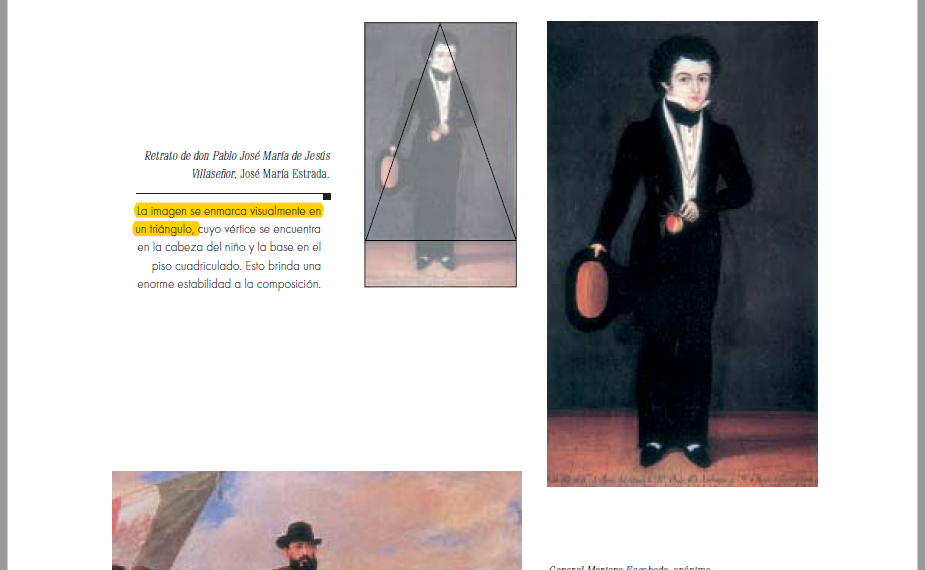 Retrato de don Pablo José María de Jesús
Villaseñor, José María Estrada.
La imagen se enmarca visualmente en
un triángulo, cuyo vértice se encuentra
en la cabeza del niño y la base en el
piso cuadriculado. Esto brinda una
enorme estabilidad a la composición.
General Mariano Escobedo, anónimo